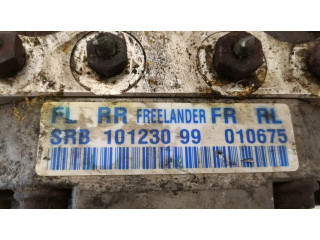 FL RR FREELANDER FR RL
SRB 101230 99 010675